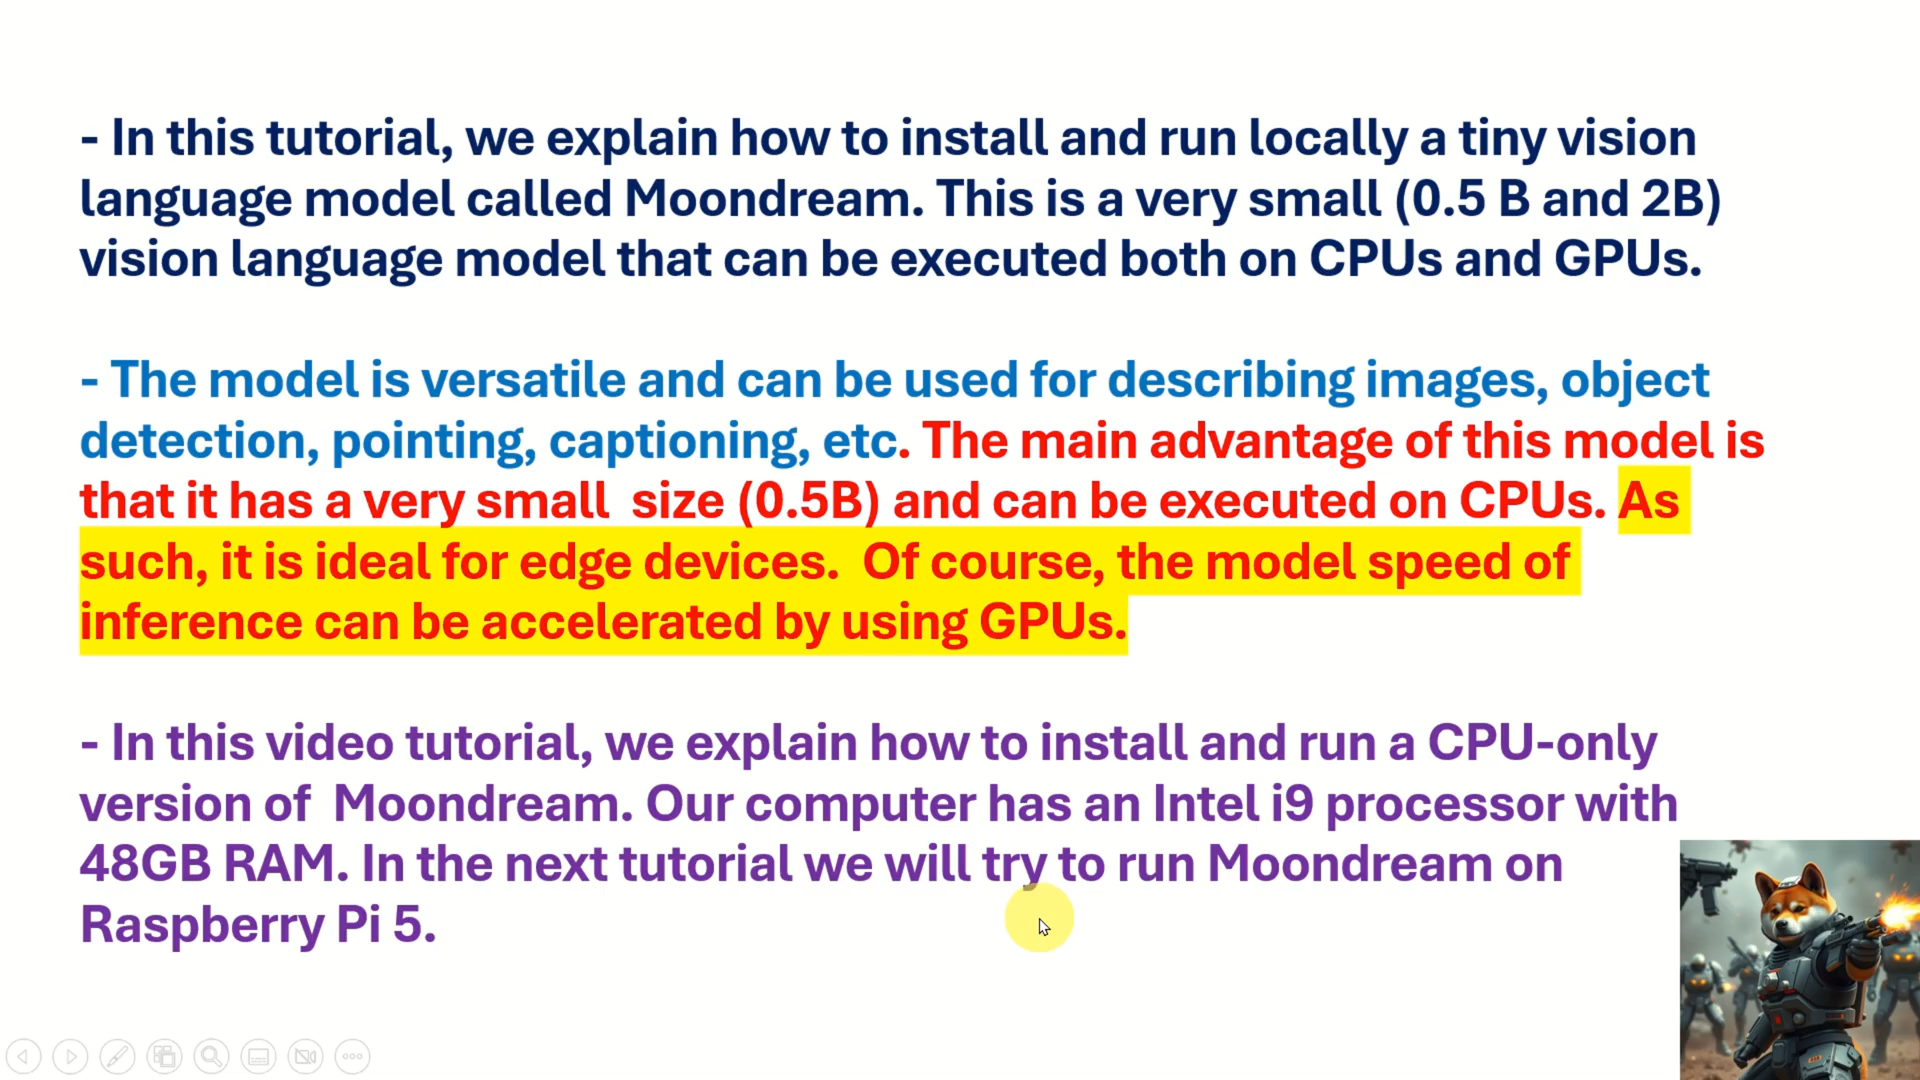 - In this tutorial, we explain how to install and run locally a tiny vision
language model called Moondream. This is a very small (0.5 B and 2B)
vision language model that can be executed both on CPUs and GPUs.
- The model is versatile and can be used for describing images, object
detection, pointing, captioning, etc. The main advantage of this model is
that it has a very small  size (0.5B) and can be executed on CPUs. As
such, it is ideal for edge devices.  Of course, the model speed of
inference can be accelerated by using GPUs.
- In this video tutorial, we explain how to install and run a CPU-only
version of  Moondream. Our computer has an Intel i9 processor with
48GB RAM. In the next tutorial we will try to run Moondream on
Raspberry Pi 5.